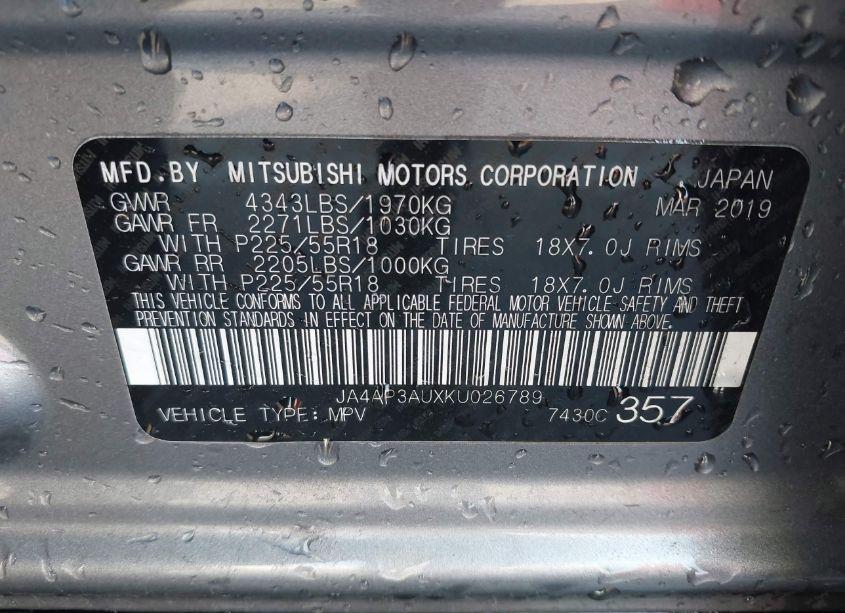 MFD.BY MITSUBISHI MOTORS CORPORATION JAPAN
GVWR 4343LBS/1970KG MAR 2019
GAWR FR 2271LBS/1030KG
WITH P225/55R18 TIRES 18X7.0J RIMS
GAWR RR 2205LBS/1000KG
WITH P225/55R18 TIRES 18X7.0J RIMS
THIS VEHICLE CONFORMS TO ALL APPLICABLE FEDERAL MOTOR VEHICLE SAFETY AND THEFT
PREVENTION STANDARDS IN EFFECT ON THE DATE OF MANUFACTURE SHOWN ABOVE.
JA4AP3AUXKU026789
VEHICLE TYPE: MPV 7430C 357